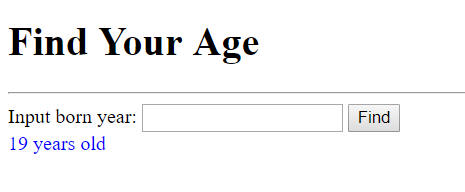 Find Your Age
Input born year: Find
19 years old